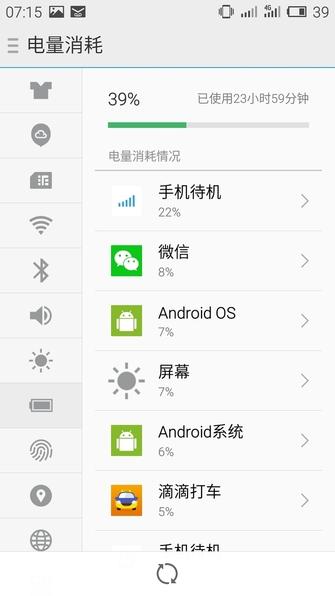 07:15
4G
39
电量消耗
39%
已使用23小时59分钟
电量消耗情况
手机待机
22%
微信
8%
Android OS
7%
屏幕
7%
Android系统
6%
滴滴打车
5%
手机待机